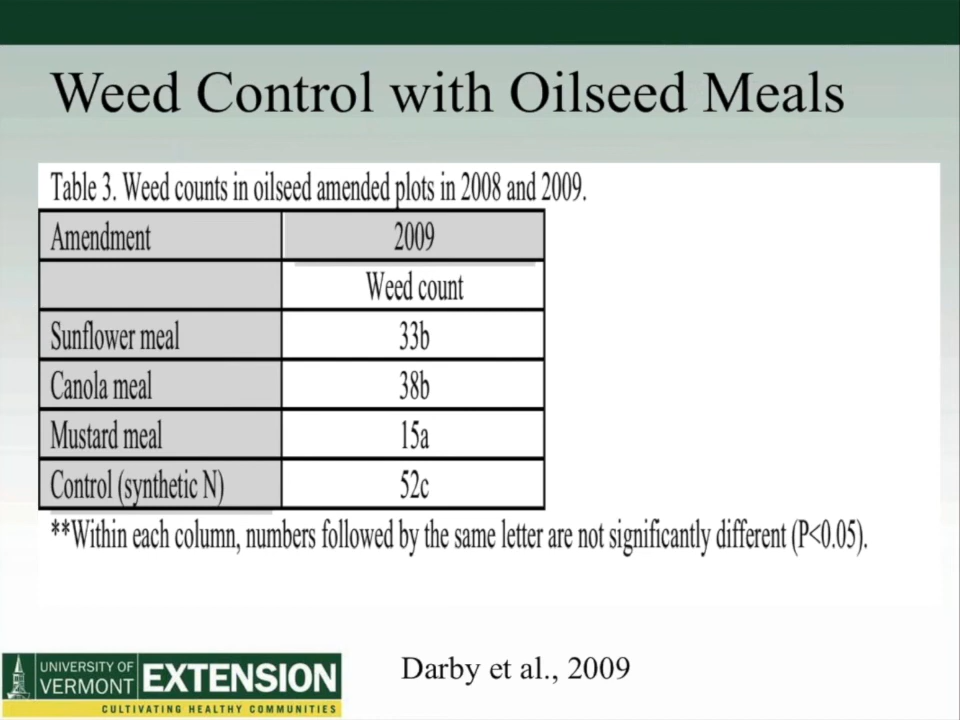 Weed Control with Oilseed Meals
Table 3. Weed counts in oilseed amended plots in 2008 and 2009.
Amendment 2009
Weed count
Sunflower meal 33b
Canola meal 38b
Mustard meal 15a
Control (synthetic N) 52c
**Within each column, numbers followed by the same letter are not significantly different (P<0.05).
Darby et al., 2009
UNIVERSITY OF
VERMONT EXTENSION
CULTIVATING HEALTHY COMMUNITIES